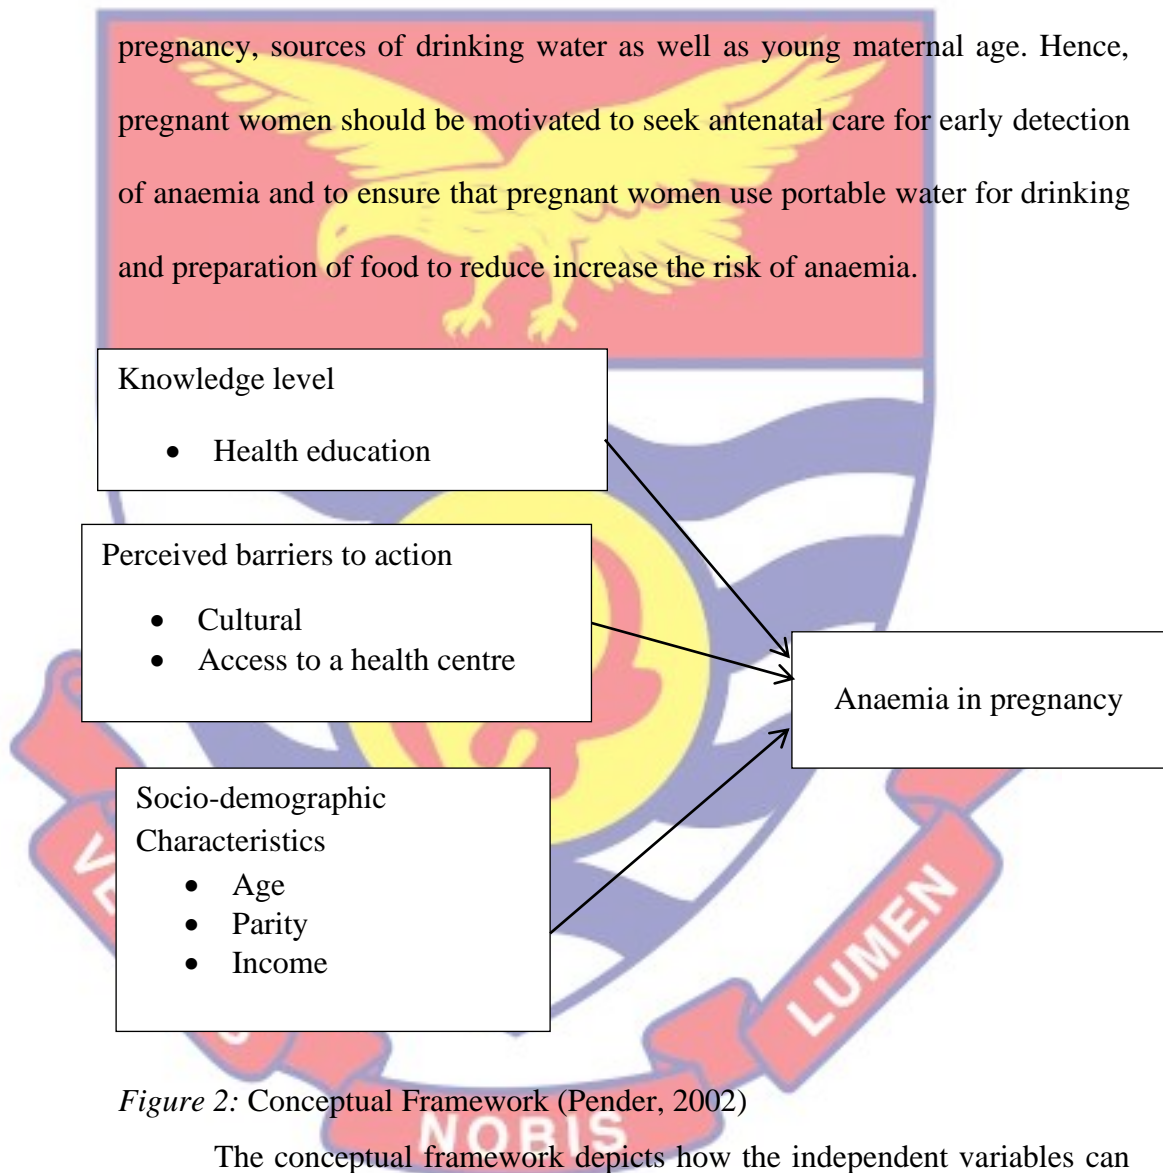 pregnancy, sources of drinking water as well as young maternal age. Hence,
pregnant women should be motivated to seek antenatal care for early detection
of anaemia and to ensure that pregnant women use portable water for drinking
and preparation of food to reduce increase the risk of anaemia.
Knowledge level
• Health education
Perceived barriers to action
• Cultural
• Access to a health centre
Anaemia in pregnancy
Socio-demographic
Characteristics
• Age
• Parity
• Income
LUMEN
Figure 2: Conceptual Framework (Pender, 2002)
NOBIS
The conceptual framework depicts how the independent variables can